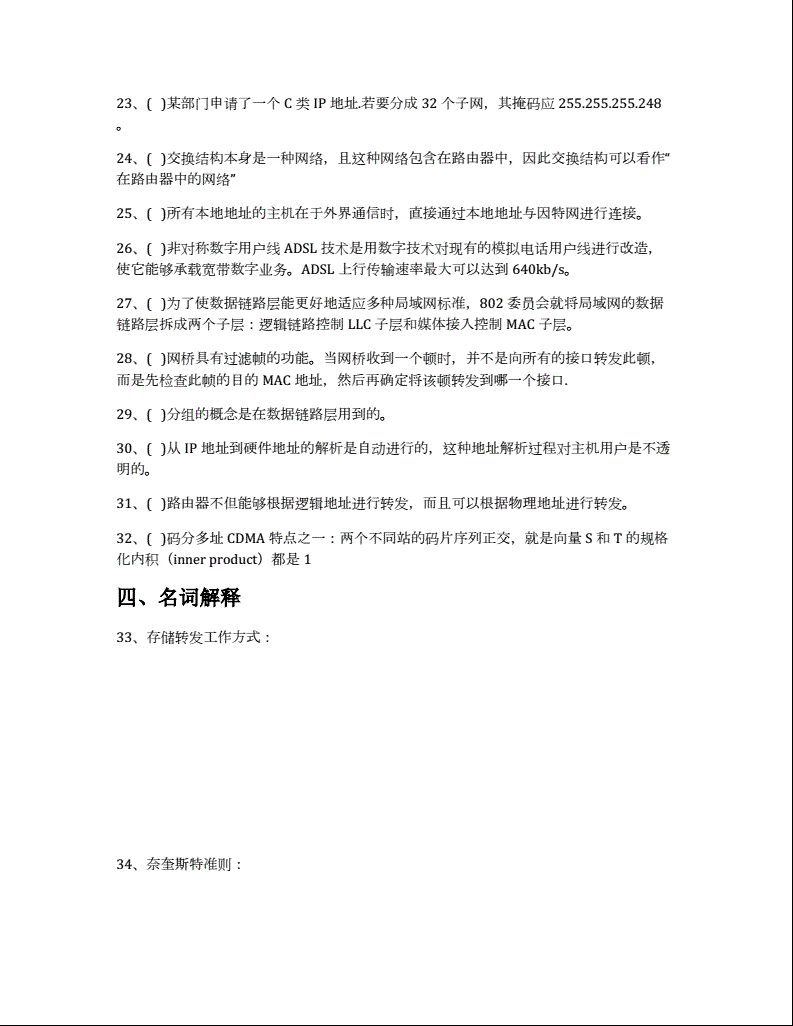 23、(  )某部门申请了一个 C 类 IP 地址.若要分成 32 个子网，其掩码应 255.255.255.248
。
24、(  )交换结构本身是一种网络，且这种网络包含在路由器中，因此交换结构可以看作“
在路由器中的网络”
25、(  )所有本地地址的主机在于外界通信时，直接通过本地地址与因特网进行连接。
26、(  )非对称数字用户线 ADSL 技术是用数字技术对现有的模拟电话用户线进行改造，
使它能够承载宽带数字业务。ADSL 上行传输速率最大可以达到 640kb/s。
27、(  )为了使数据链路层能更好地适应多种局域网标准，802 委员会就将局域网的数据
链路层拆成两个子层：逻辑链路控制 LLC 子层和媒体接入控制 MAC 子层。
28、(  )网桥具有过滤帧的功能。当网桥收到一个顿时，并不是向所有的接口转发此顿，
而是先检查此帧的目的 MAC 地址，然后再确定将该顿转发到哪一个接口.
29、(  )分组的概念是在数据链路层用到的。
30、(  )从 IP 地址到硬件地址的解析是自动进行的，这种地址解析过程对主机用户是不透
明的。
31、(  )路由器不但能够根据逻辑地址进行转发，而且可以根据物理地址进行转发。
32、(  )码分多址 CDMA 特点之一：两个不同站的码片序列正交，就是向量 S 和 T 的规格
化内积（inner product）都是 1
四、名词解释
33、存储转发工作方式：
34、奈奎斯特准则：